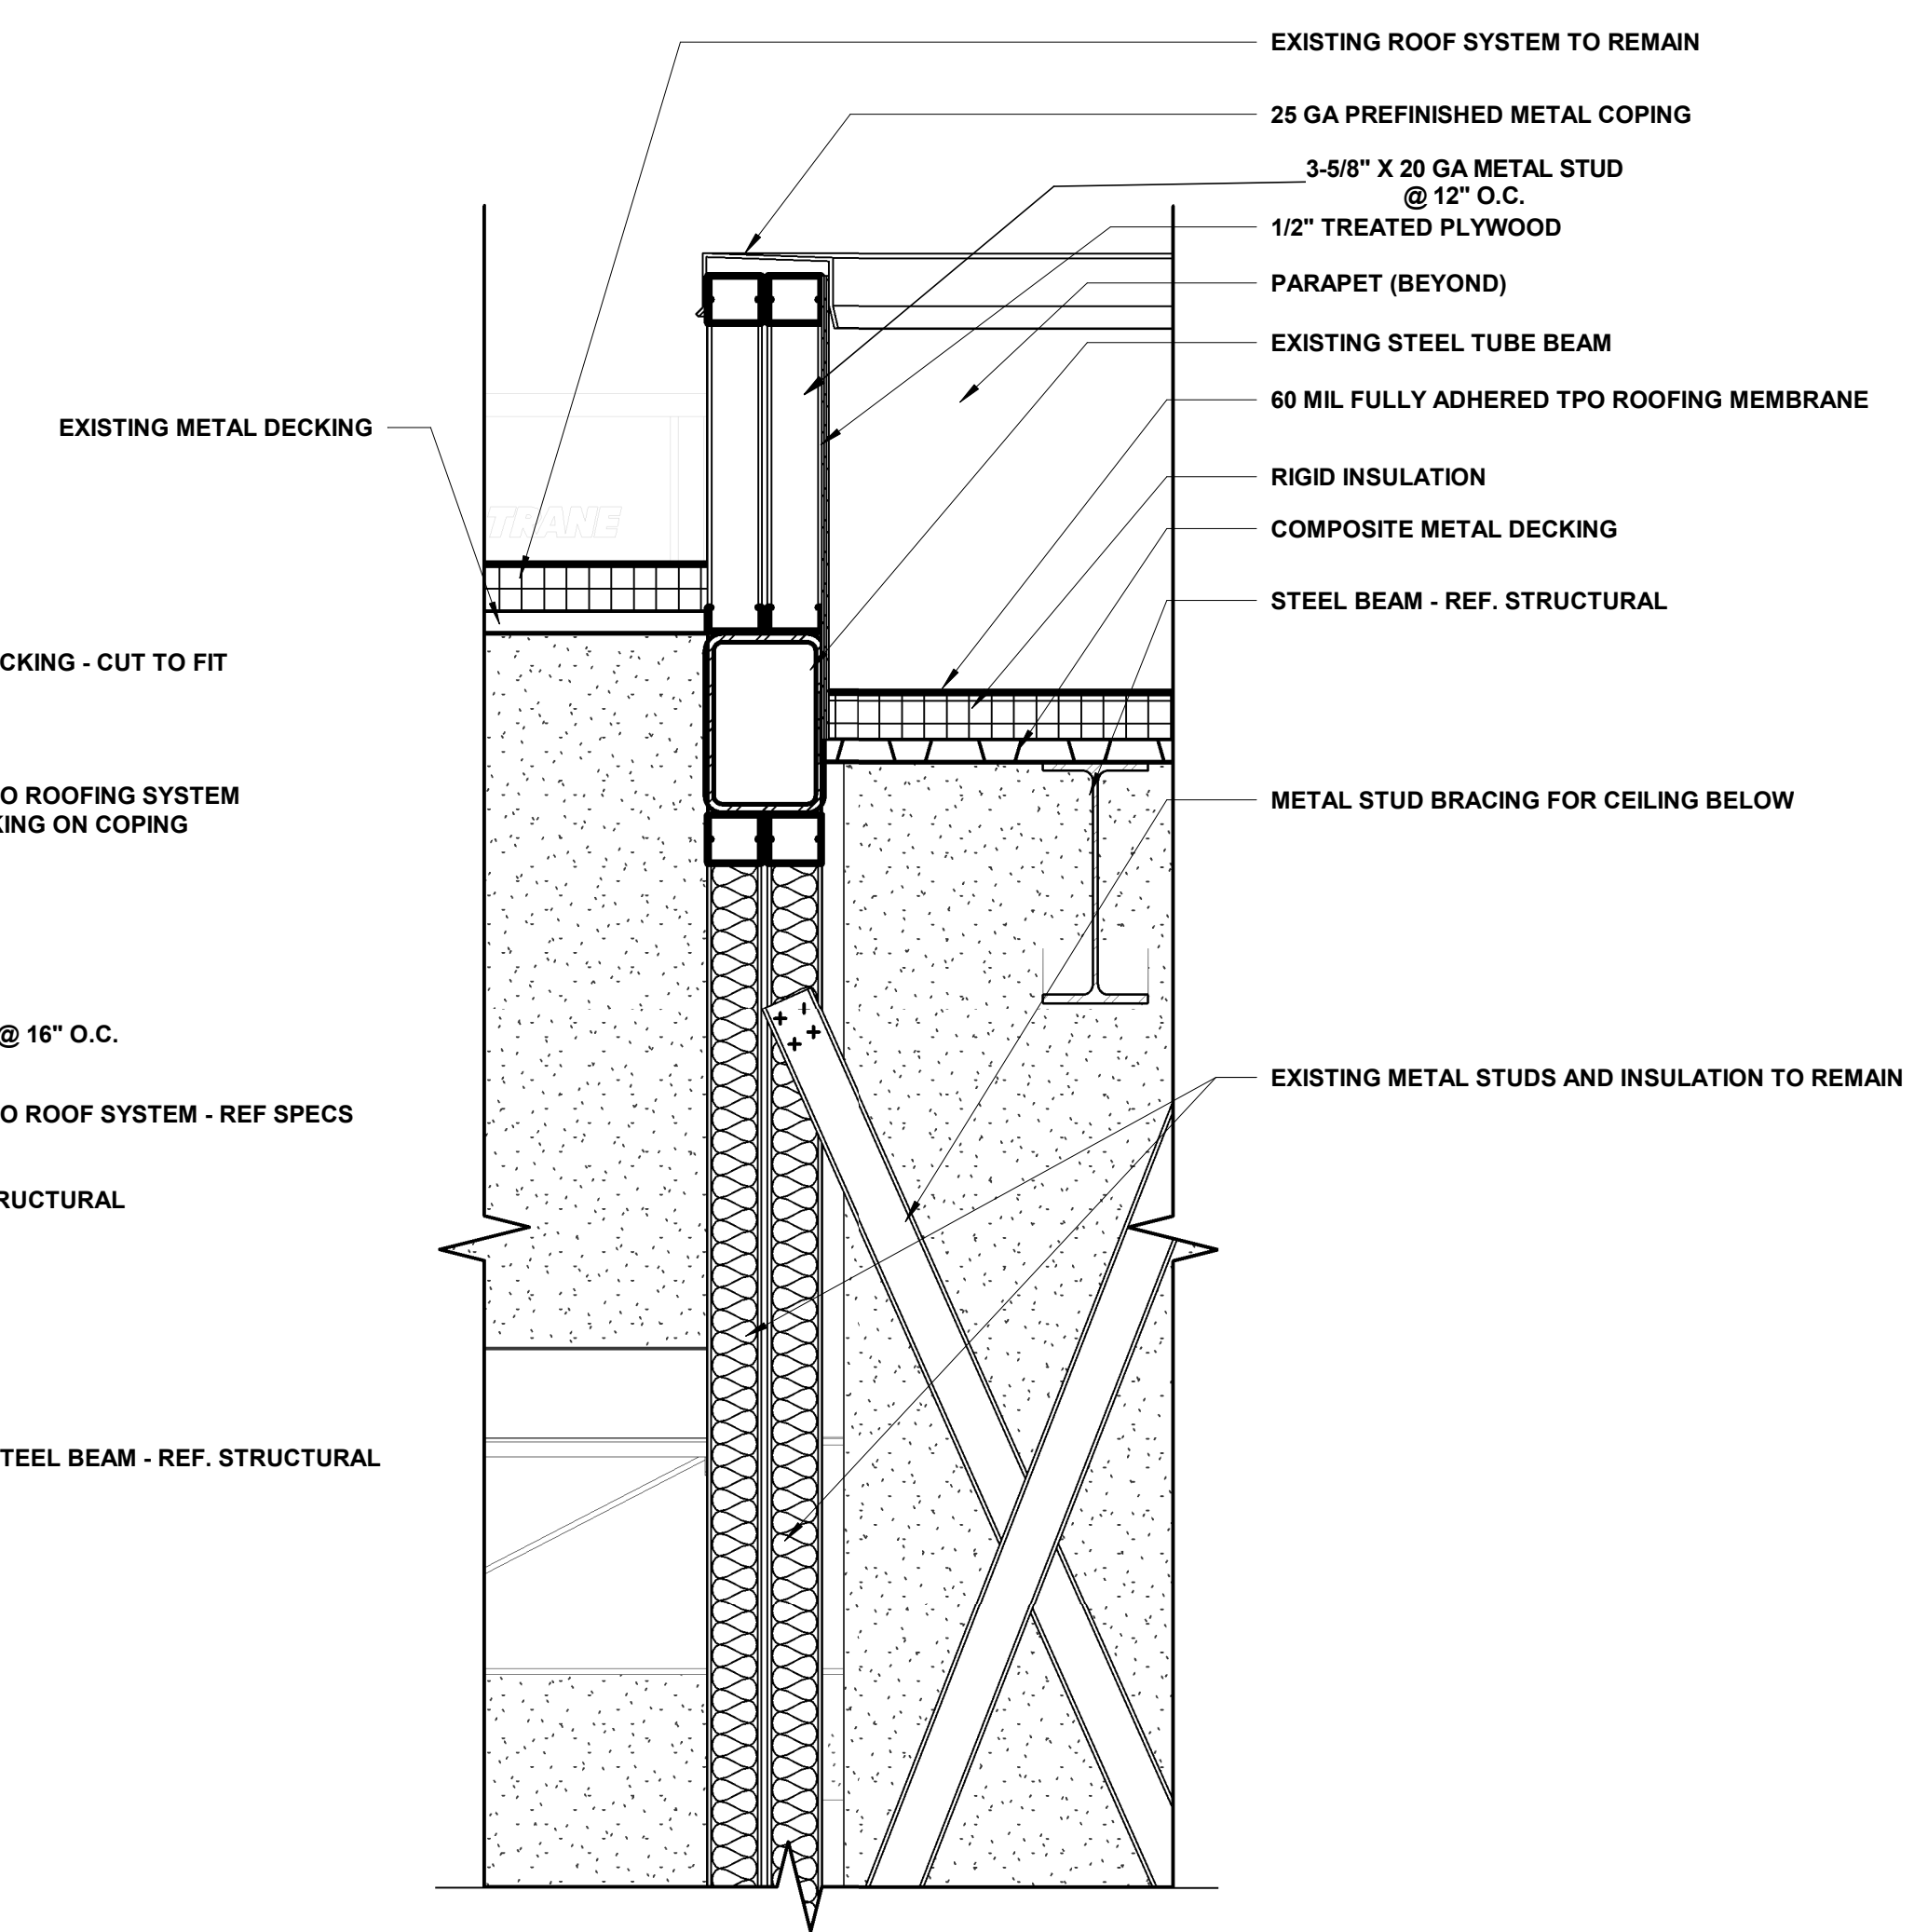 EXISTING ROOF SYSTEM TO REMAIN
25 GA PREFINISHED METAL COPING
3-5/8" X 20 GA METAL STUD
@ 12" O.C.
1/2" TREATED PLYWOOD
PARAPET (BEYOND)
EXISTING STEEL TUBE BEAM
60 MIL FULLY ADHERED TPO ROOFING MEMBRANE
EXISTING METAL DECKING
RIGID INSULATION
TRANE
COMPOSITE METAL DECKING
STEEL BEAM - REF. STRUCTURAL
CKING - CUT TO FIT
O ROOFING SYSTEM
KING ON COPING
METAL STUD BRACING FOR CEILING BELOW
@ 16" O.C.
EXISTING METAL STUDS AND INSULATION TO REMAIN
O ROOF SYSTEM - REF SPECS
RUCTURAL
TEEL BEAM - REF. STRUCTURAL